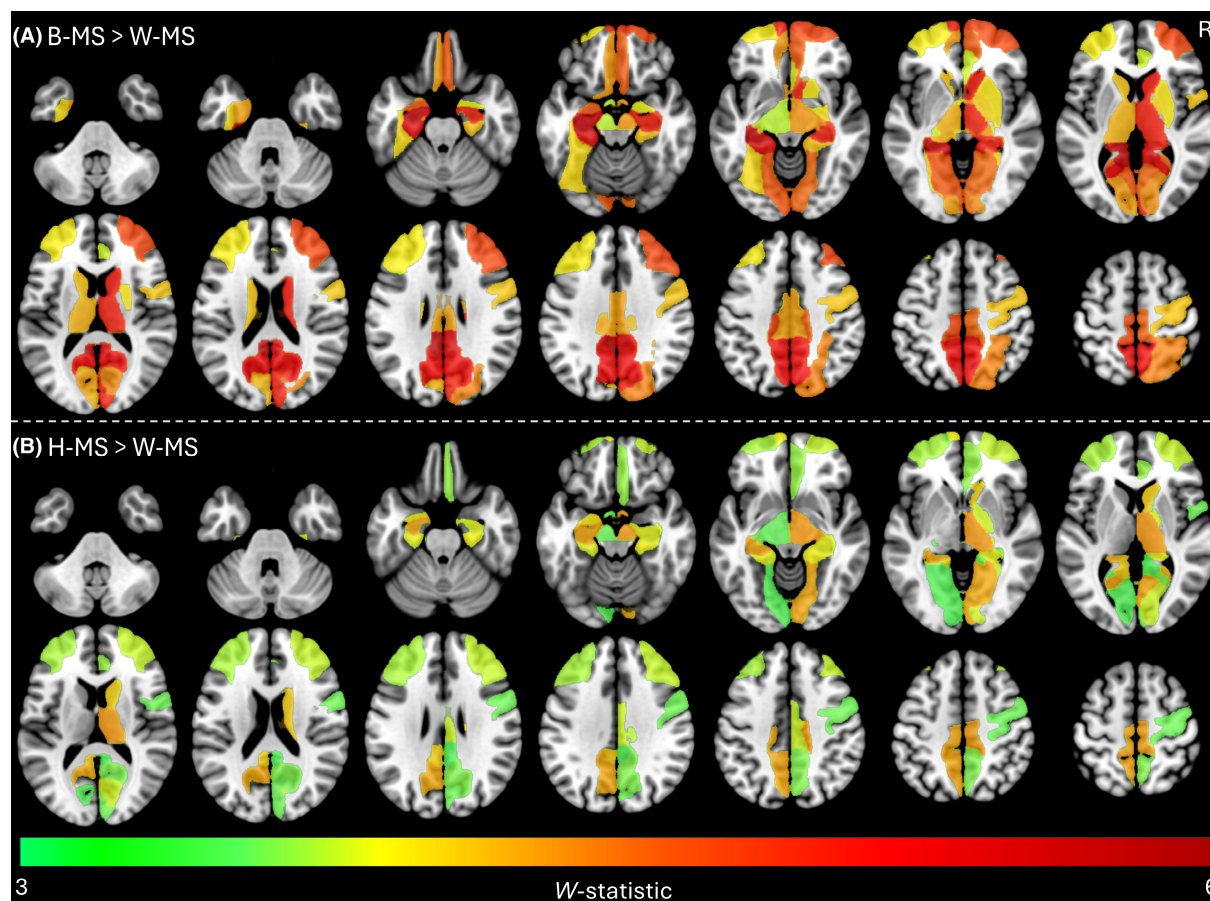 (A) B-MS > W-MS
R
(B) H-MS > W-MS
3
W-statistic
6